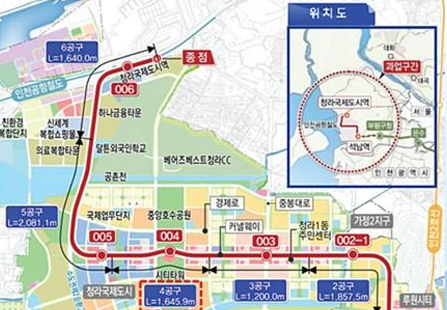 6공구
L=1,640.0m
종점
청라국제도시역
006
인천공항철도
하나금융타운
신세계
복합쇼핑몰
친환경
복합단지
의료복합타운
달튼외국인학교
베어즈베스트청라CC
공촌천
5공구
L=2,081.1m
국제업무단지
중앙호수공원
경제로
중봉대로
가정2지구
커낼웨이
청라1동
주민센터
005
004
003
002-1
시티타워
청라국제도시
4공구
L=1,645.9m
3공구
L=1,200.0m
2공구
L=1,857.5m
루원시티
위치도
과업구간
대화
대곡
서울
청라국제도시역
인천공항철도
부평구청
온수
석남역
인천광역시